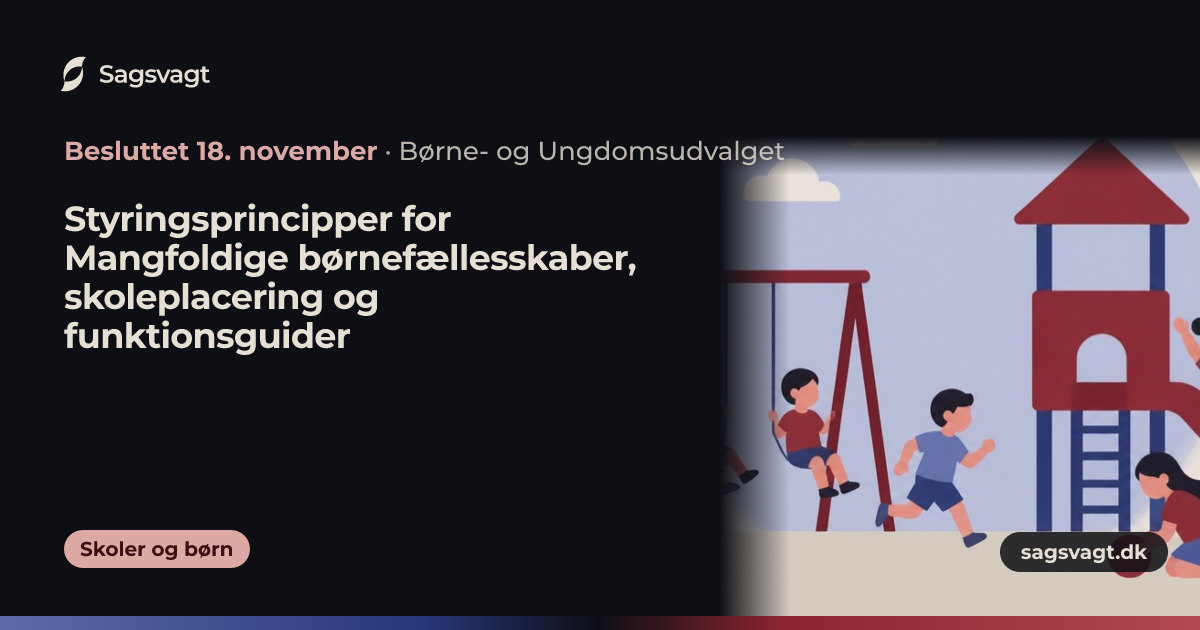 Sagsvagt
Besluttet 18. november · Børne- og Ungdomsudvalget
Styringsprincipper for
Mangfoldige børnefællesskaber,
skoleplacering og
funktionsguider
Skoler og børn
sagsvagt.dk